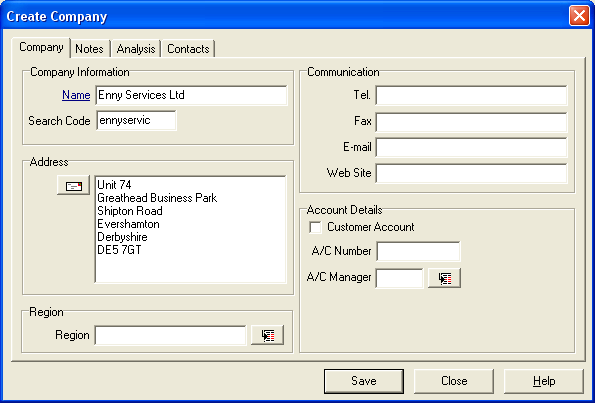 Create Company
Company Notes Analysis Contacts
Company Information
Name Enny Services Ltd
Search Code ennyservic
Address
Unit 74
Greathead Business Park
Shipton Road
Evershamton
Derbyshire
DE5 7GT
Region
Region
Communication
Tel.
Fax
E-mail
Web Site
Account Details
Customer Account
A/C Number
A/C Manager
Save Close Help